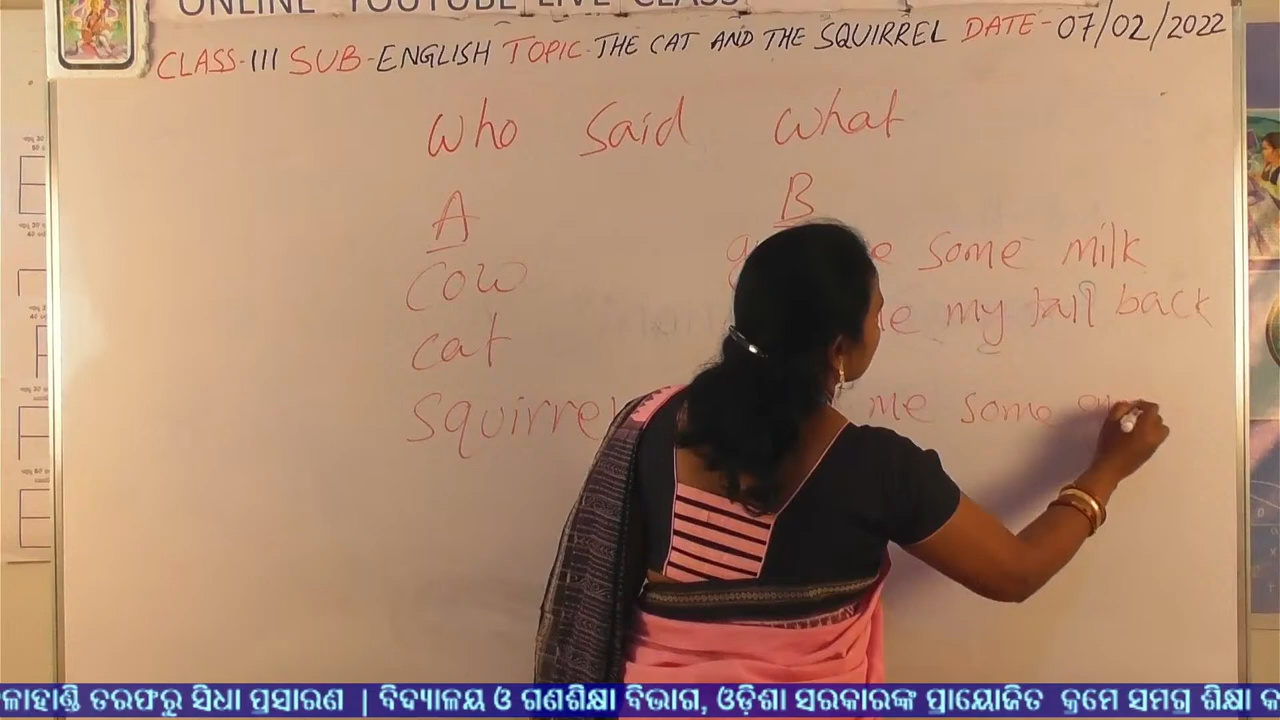 ONLINE YOUTUBE LIVE CLASS
CLASS-III SUB-ENGLISH TOPIC-THE CAT AND THE SQUIRREL DATE-07/02/2022
who said what
A B
cow some milk
cat my tail back
squirrel me some
ଳାହାଣ୍ଡି ତରଫରୁ ସିଧା ପ୍ରସାରଣ | ବିଦ୍ୟାଳୟ ଓ ଗଣଶିକ୍ଷା ବିଭାଗ, ଓଡ଼ିଶା ସରକାରଙ୍କ ପ୍ରାୟୋଜିତ କ୍ରମେ ସମଗ୍ର ଶିକ୍ଷା